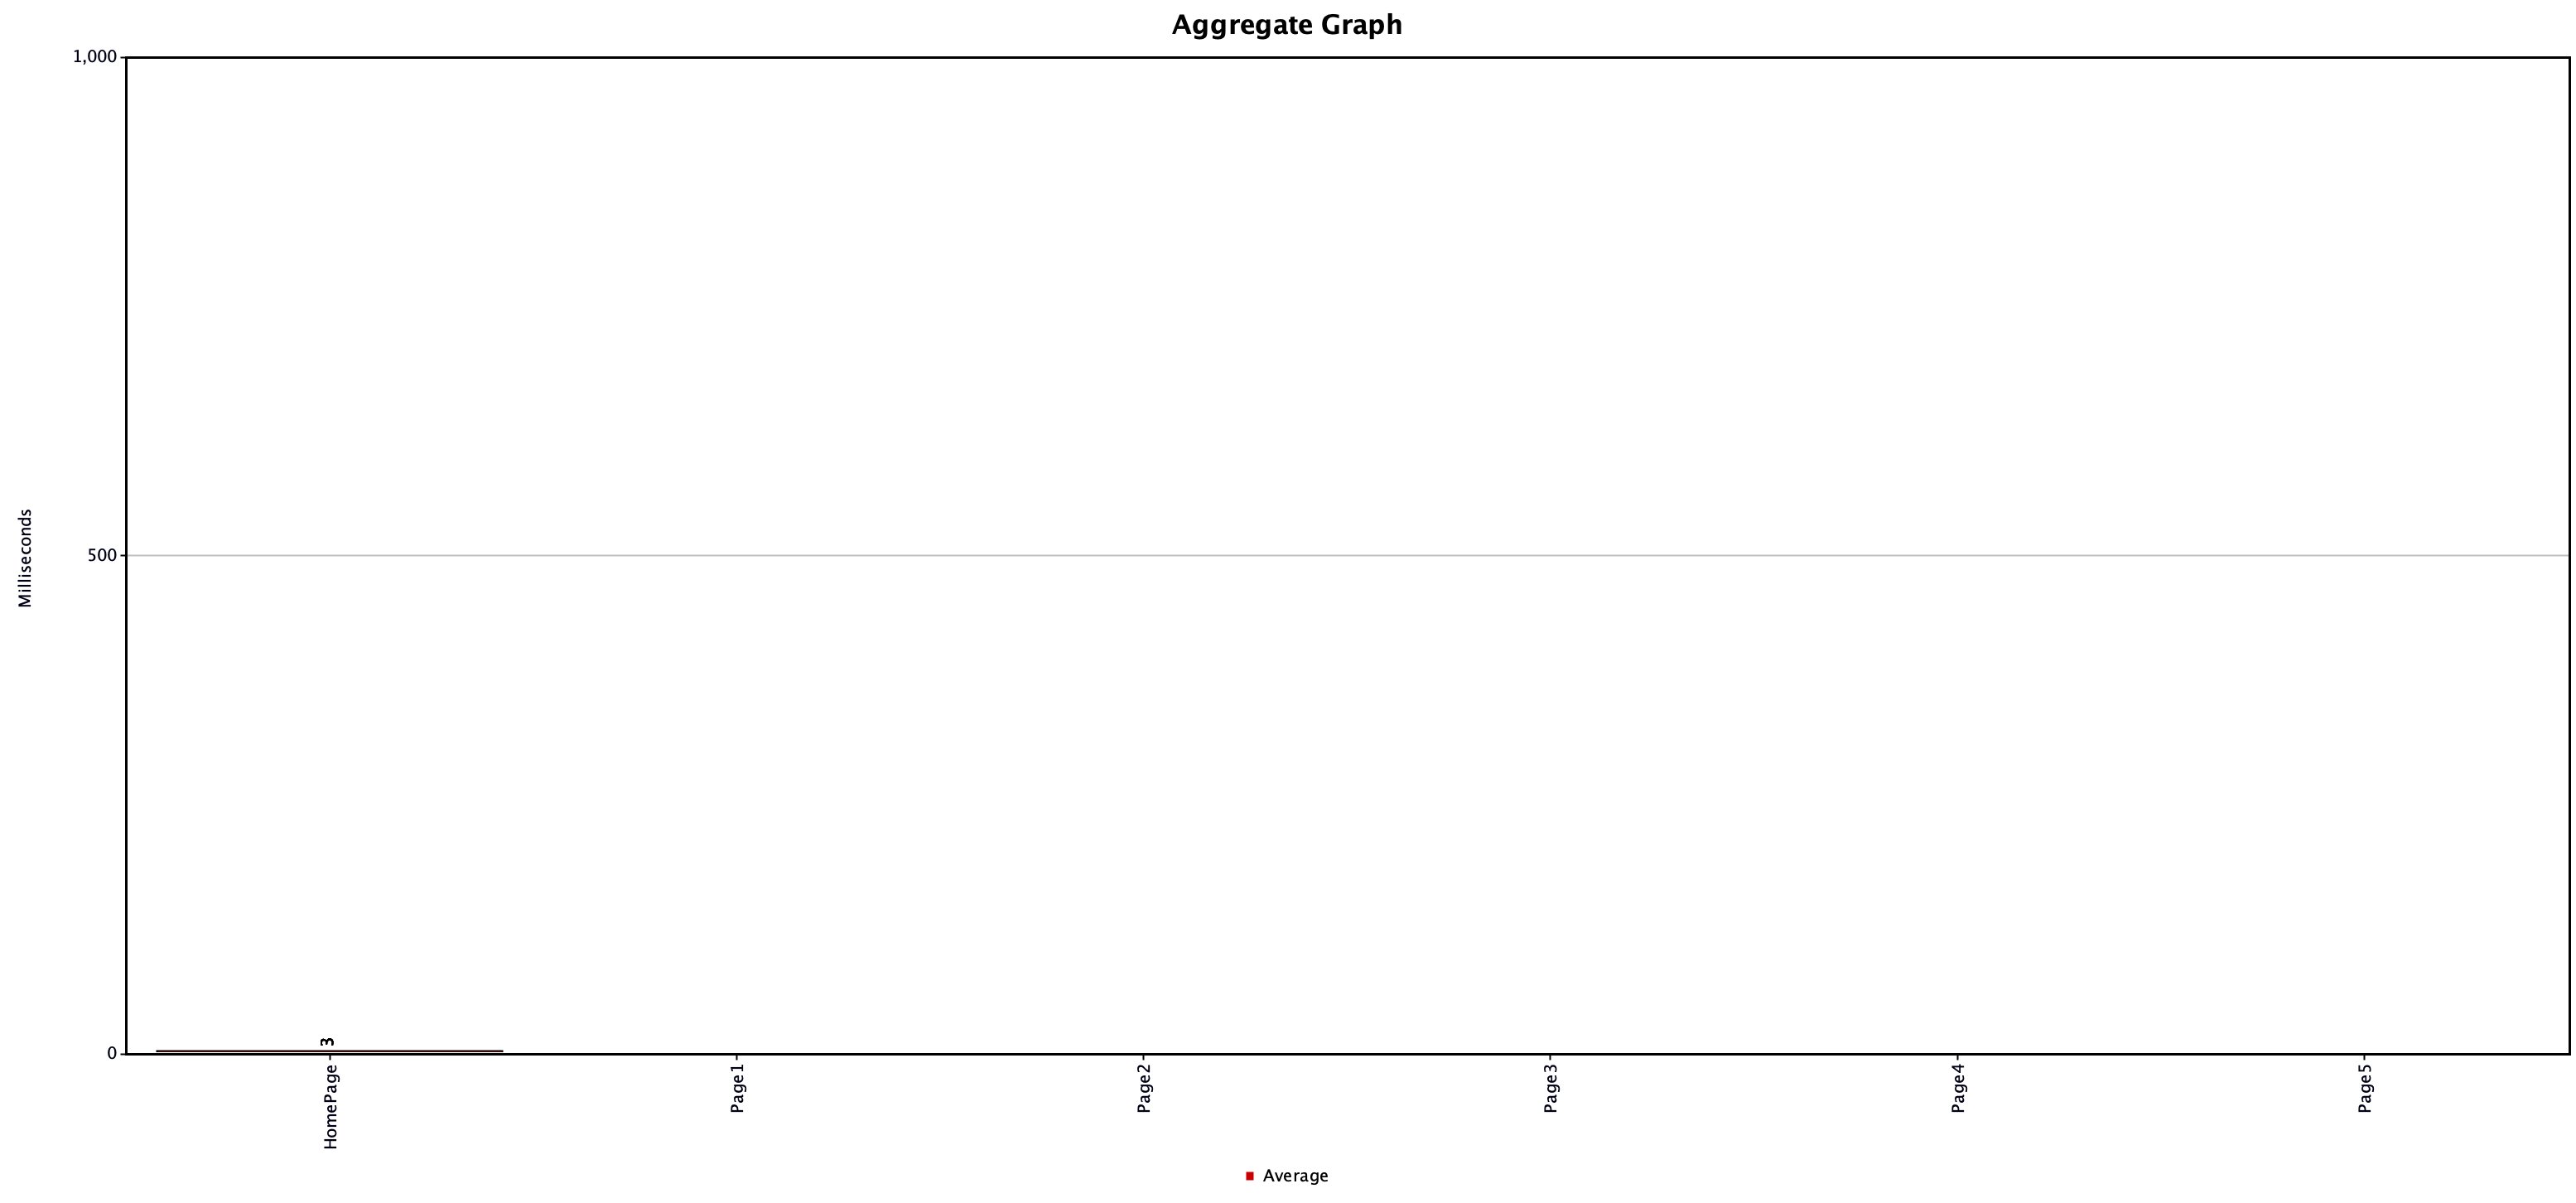 Aggregate Graph
1,000
Milliseconds
500
3
0
HomePage
Page1
Page2
Page3
Page4
Page5
Average